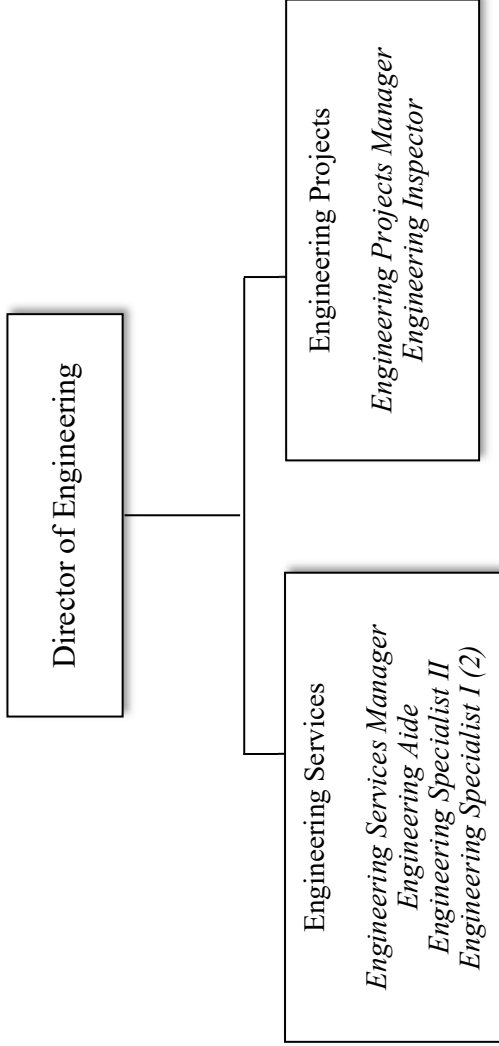 Director of Engineering
Engineering Services
Engineering Services Manager
Engineering Aide
Engineering Specialist II
Engineering Specialist I (2)
Engineering Projects
Engineering Projects Manager
Engineering Inspector